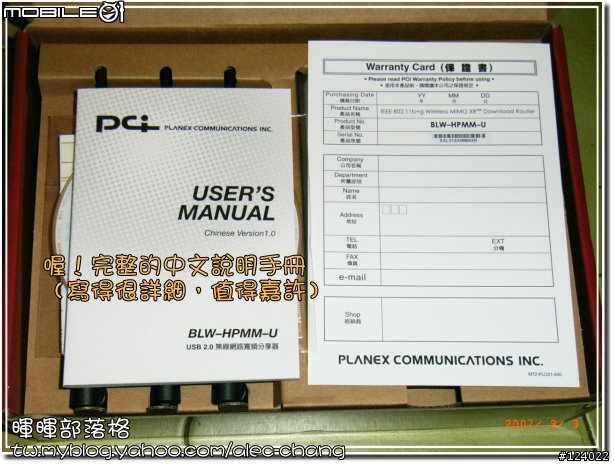 MOBILE01
PCi
PLANEX COMMUNICATIONS INC.
USER'S
MANUAL
Chinese Version1.0
喔！完整的中文說明手冊
（寫得很詳細，值得嘉許）
BLW-HPMM-U
USB 2.0 無線網路寬頻分享器
Warranty Card (保 證 書)
• Please read PCI Warranty Policy before using •
Purchasing Date
購買日期
YY MM DD
年 月 日
Product Name
產品名稱
IEEE 802.11b+g Wireless MIMO XR™ Download Router
Product No.
產品型號
BLW-HPMM-U
Serial No.
產品序號
Company
公司名稱
Department
所屬部別
Name
姓名
Address
地址
TEL
電話
EXT
分機
FAX
傳真
e-mail
Shop
經銷商
PLANEX COMMUNICATIONS INC.
M72-PLC01-400
暉暉部落格
tw.myblog.yahoo.com/alec-chang
#124022